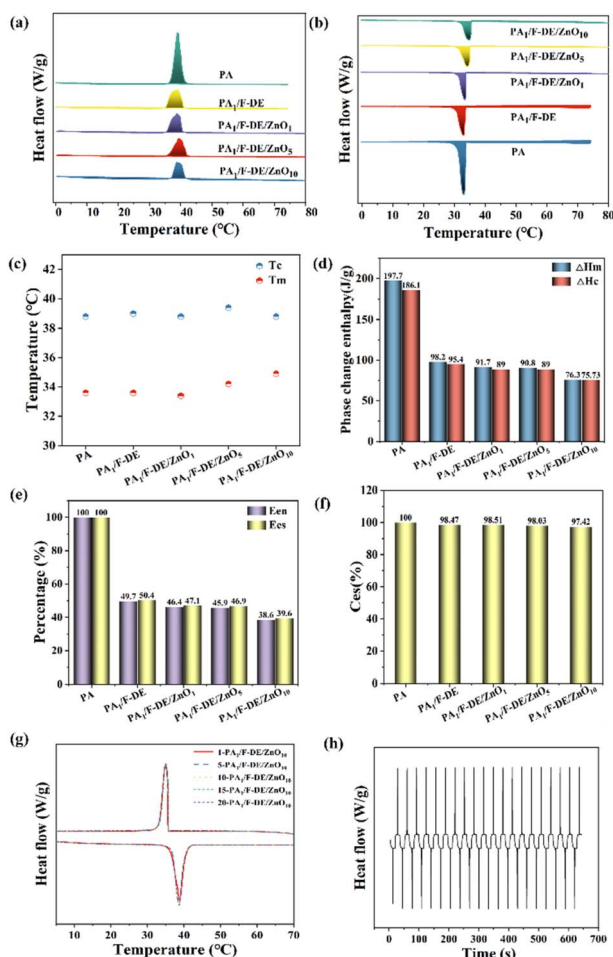 (a)
Heat flow (W/g)
PA
PA₁/F-DE
PA₁/F-DE/ZnO₁
PA₁/F-DE/ZnO₅
PA₁/F-DE/ZnO₁₀
0 10 20 30 40 50 60 70 80
Temperature (°C)
(b)
Heat flow (W/g)
PA₁/F-DE/ZnO₁₀
PA₁/F-DE/ZnO₅
PA₁/F-DE/ZnO₁
PA₁/F-DE
PA
0 10 20 30 40 50 60 70 80
Temperature (°C)
(c)
Tc
Tm
Temperature (°C)
42
40
38
36
34
32
30
PA
PA₁/F-DE
PA₁/F-DE/ZnO₁
PA₁/F-DE/ZnO₅
PA₁/F-DE/ZnO₁₀
(d)
△Hm
△Hc
Phase change enthalpy(J/g)
200
150
100
50
0
197.7 186.1
98.2 95.4
91.7 89
90.8 89
76.3 75.73
PA
PA₁/F-DE
PA₁/F-DE/ZnO₁
PA₁/F-DE/ZnO₅
PA₁/F-DE/ZnO₁₀
(e)
Een
Ees
Percentage (%)
100
80
60
40
20
0
100 100
49.7 50.4
46.4 47.1
45.9 46.9
38.6 39.6
PA
PA₁/F-DE
PA₁/F-DE/ZnO₁
PA₁/F-DE/ZnO₅
PA₁/F-DE/ZnO₁₀
(f)
Ces(%)
120
100
80
60
40
20
0
100 98.47 98.51 98.03 97.42
PA
PA₁/F-DE
PA₁/F-DE/ZnO₁
PA₁/F-DE/ZnO₅
PA₁/F-DE/ZnO₁₀
(g)
Heat flow (W/g)
1-PA₁/F-DE/ZnO₁₀
5-PA₁/F-DE/ZnO₁₀
10-PA₁/F-DE/ZnO₁₀
15-PA₁/F-DE/ZnO₁₀
20-PA₁/F-DE/ZnO₁₀
10 20 30 40 50 60 70
Temperature (°C)
(h)
Heat flow (W/g)
0 100 200 300 400 500 600 700
Time (s)